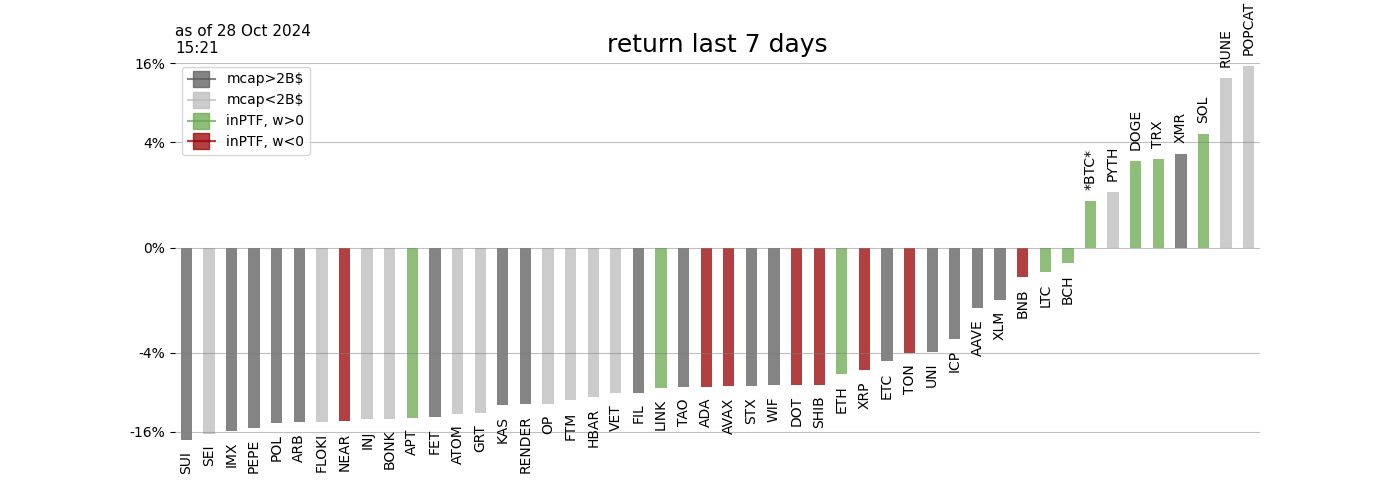 as of 28 Oct 2024
15:21
return last 7 days
16%
4%
0%
-4%
-16%
mcap>2B$
mcap<2B$
inPTF, w>0
inPTF, w<0
SUI
SEI
IMX
PEPE
POL
ARB
FLOKI
NEAR
INJ
BONK
APT
FET
ATOM
GRT
KAS
RENDER
OP
FTM
HBAR
VET
FIL
LINK
TAO
ADA
AVAX
STX
WIF
DOT
SHIB
ETH
XRP
ETC
TON
UNI
ICP
AAVE
XLM
BNB
LTC
BCH
*BTC*
PYTH
DOGE
TRX
XMR
SOL
RUNE
POPCAT